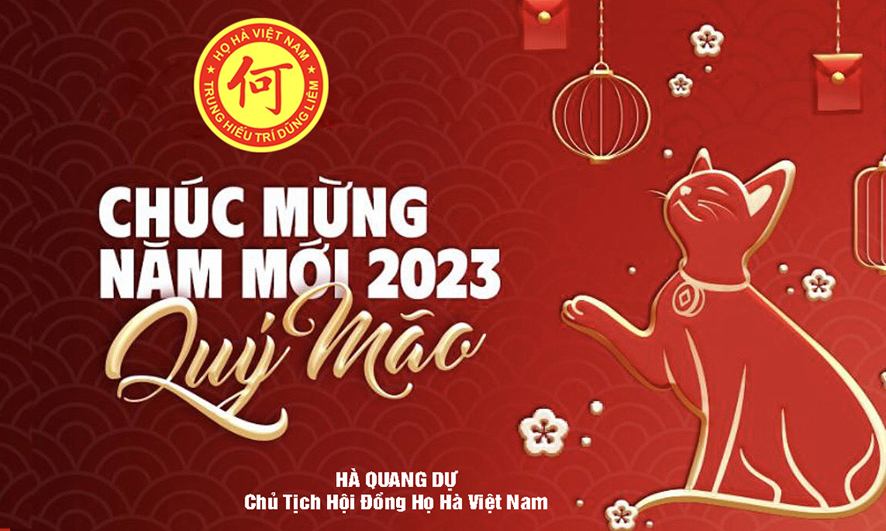 HỌ HÀ VIỆT NAM
何
TRUNG HIẾU TRÍ DŨNG LIÊM
CHÚC MỪNG
NĂM MỚI 2023
Quý Mão
HÀ QUANG DỰ
Chủ Tịch Hội Đồng Họ Hà Việt Nam